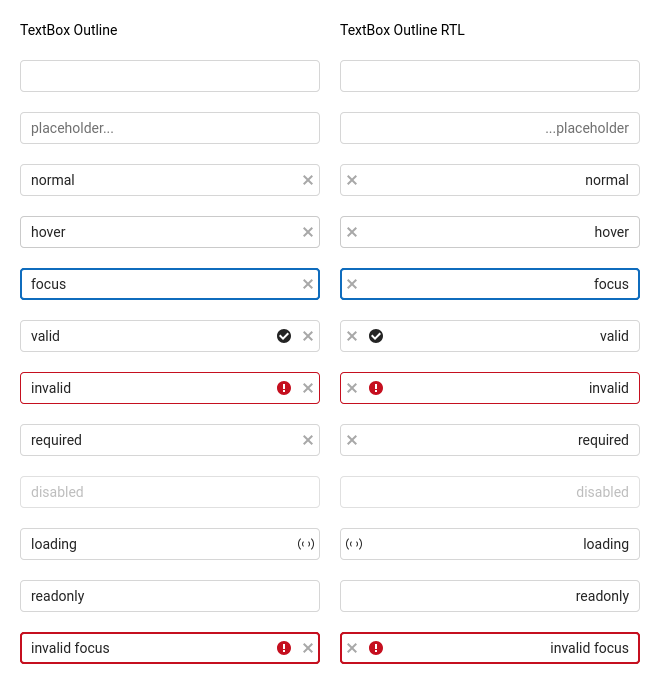 TextBox Outline
TextBox Outline RTL
placeholder...
...placeholder
normal
normal
hover
hover
focus
focus
valid
valid
invalid
invalid
required
required
disabled
disabled
loading
loading
readonly
readonly
invalid focus
invalid focus